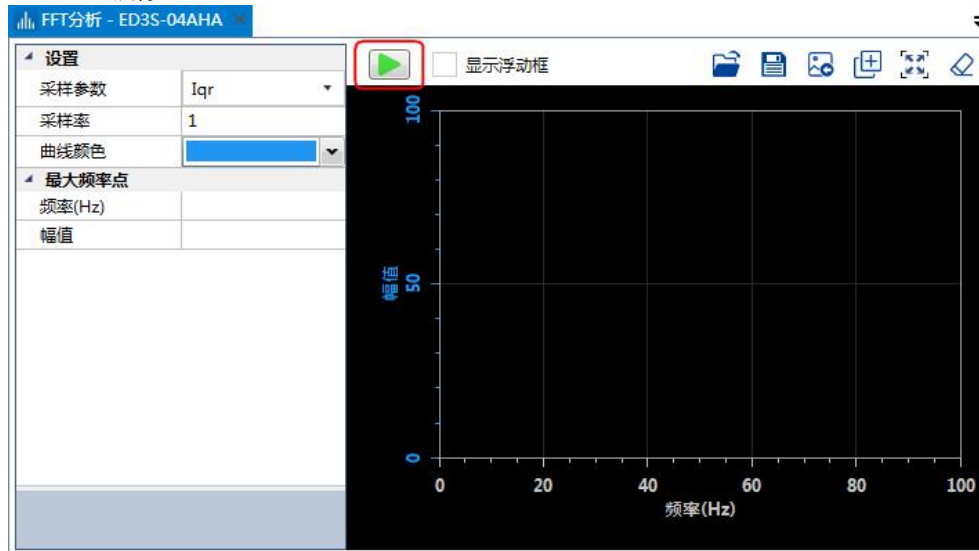 FFT分析 - ED3S-04AHA
设置
采样参数 Iqr
采样率 1
曲线颜色
最大频率点
频率(Hz)
幅值
显示浮动框
100
50
0
幅值
0 20 40 60 80 100
频率(Hz)